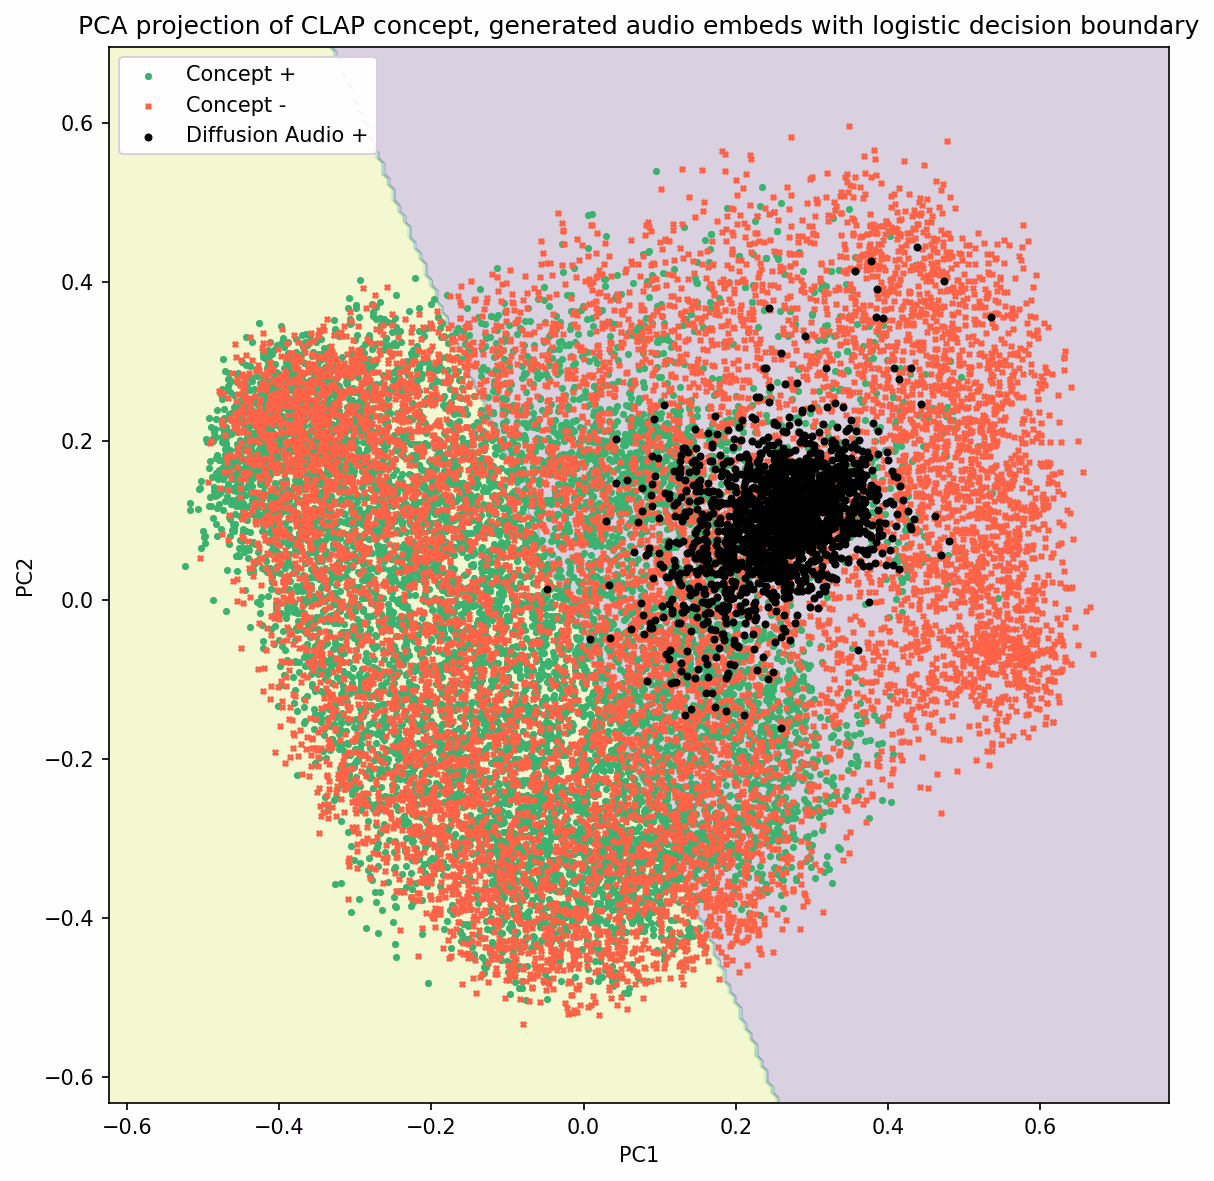 PCA projection of CLAP concept, generated audio embeds with logistic decision boundary
Concept +
Concept -
Diffusion Audio +
0.6
0.4
0.2
0.0
−0.2
−0.4
−0.6
PC2
−0.6
−0.4
−0.2
0.0
0.2
0.4
0.6
PC1